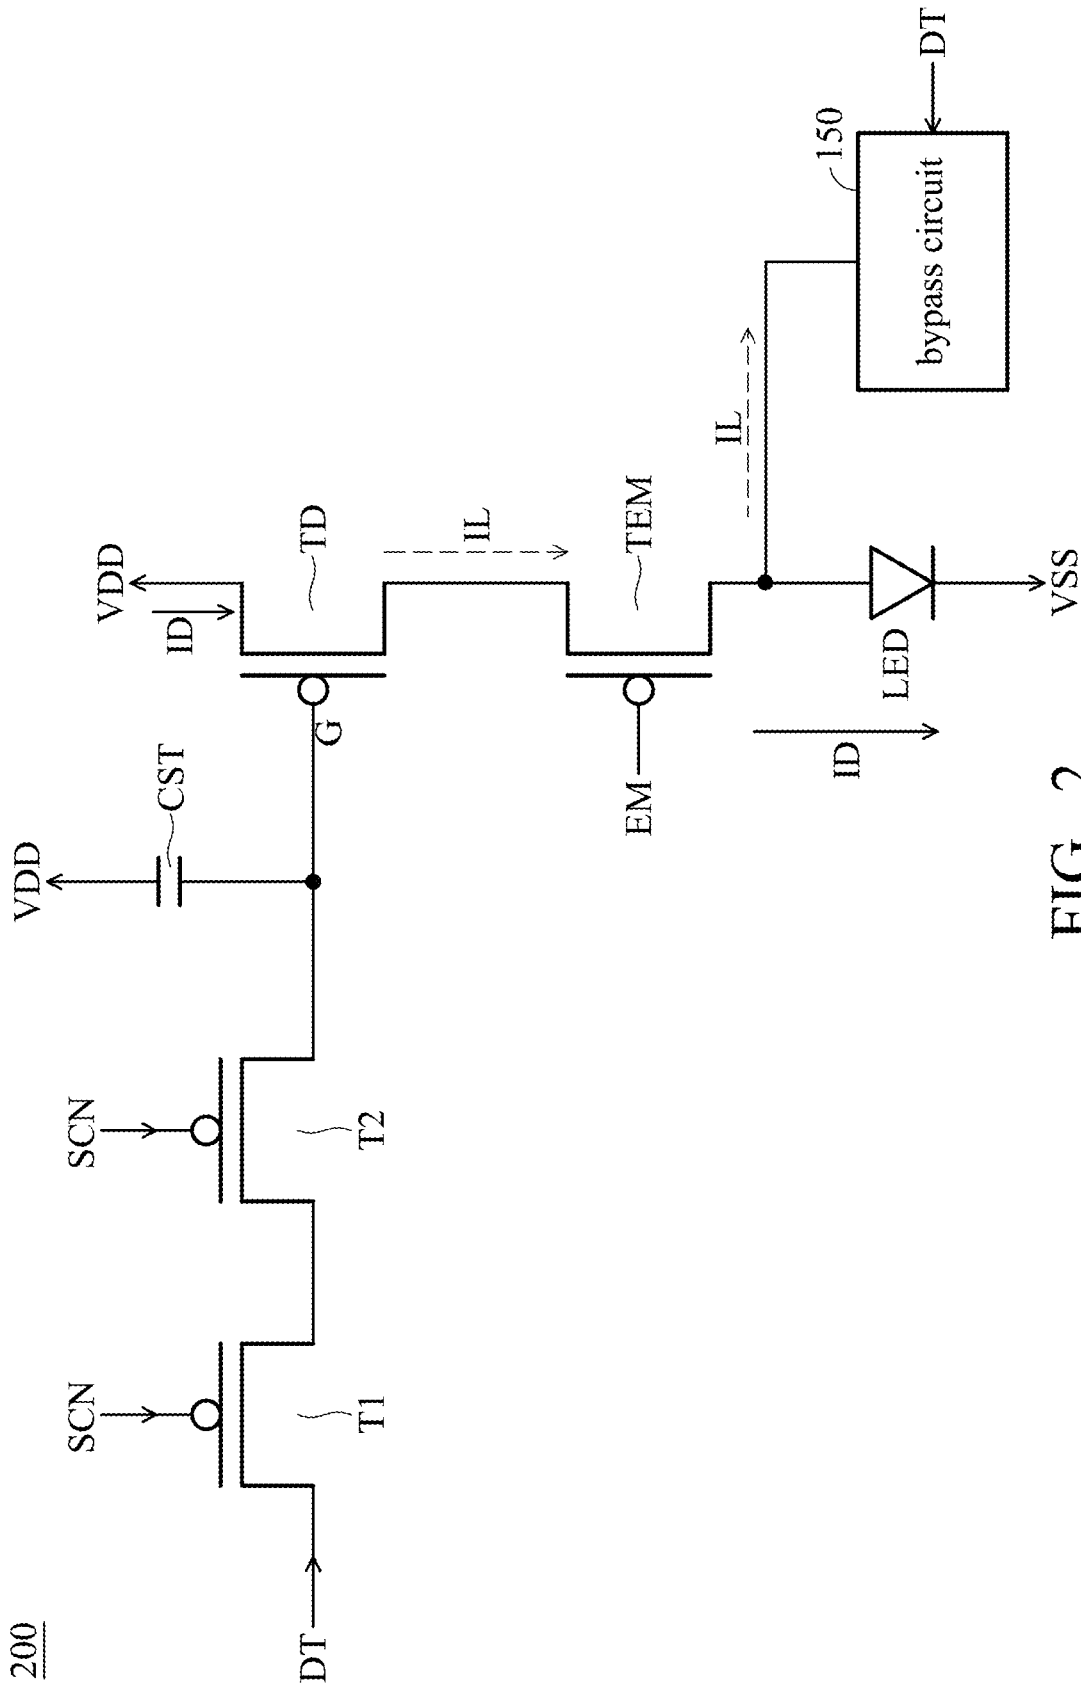 200
DT
SCN
T1
SCN
T2
VDD
CST
G
VDD
ID
TD
IL
EM
TEM
ID
LED
VSS
IL
150
bypass circuit
DT
FIG. 2